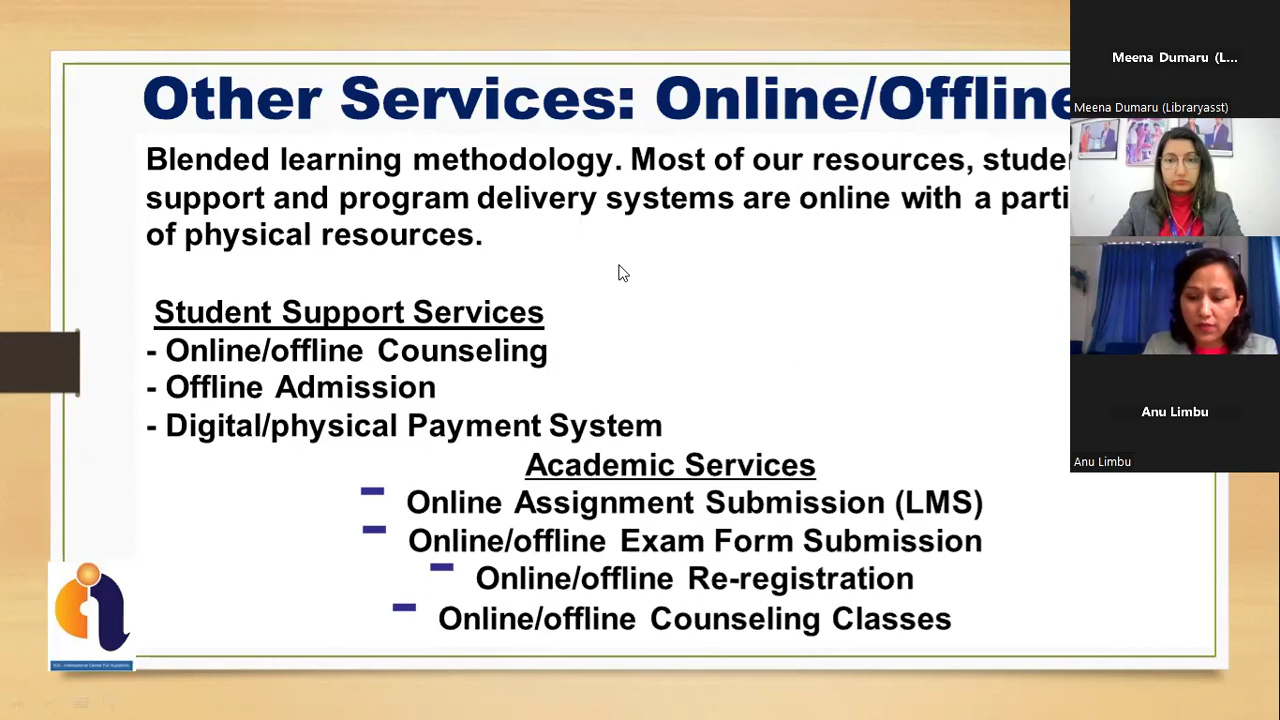 Other Services: Online/Offline
Blended learning methodology. Most of our resources, studen
support and program delivery systems are online with a parti
of physical resources.
Student Support Services
- Online/offline Counseling
- Offline Admission
- Digital/physical Payment System
Academic Services
- Online Assignment Submission (LMS)
- Online/offline Exam Form Submission
- Online/offline Re-registration
- Online/offline Counseling Classes
Meena Dumaru (L...
Meena Dumaru (Libraryasst)
Anu Limbu
Anu Limbu